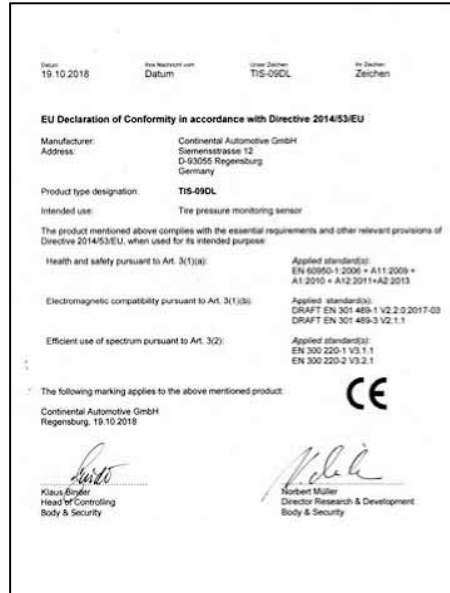 Datum Ihre Nachricht vom Unser Zeichen Ihr Zeichen
19.10.2018 Datum TIS-09DL Zeichen
EU Declaration of Conformity in accordance with Directive 2014/53/EU
Manufacturer: Continental Automotive GmbH
Address: Siemensstrasse 12
D-93055 Regensburg
Germany
Product type designation: TIS-09DL
Intended use: Tire pressure monitoring sensor
The product mentioned above complies with the essential requirements and other relevant provisions of
Directive 2014/53/EU, when used for its intended purpose:
Health and safety pursuant to Art. 3(1)(a): Applied standard(s):
EN 60950-1:2006 + A11:2009 +
A1:2010 + A12:2011+A2:2013
Electromagnetic compatibility pursuant to Art. 3(1)(b): Applied standard(s):
DRAFT EN 301 489-1 V2.2.0:2017-03
DRAFT EN 301 489-3 V2.1.1
Efficient use of spectrum pursuant to Art. 3(2): Applied standard(s):
EN 300 220-1 V3.1.1
EN 300 220-2 V3.2.1
The following marking applies to the above mentioned product: CE
Continental Automotive GmbH
Regensburg, 19.10.2018
Klaus Binder Norbert Müller
Head of Controlling Director Research & Development
Body & Security Body & Security